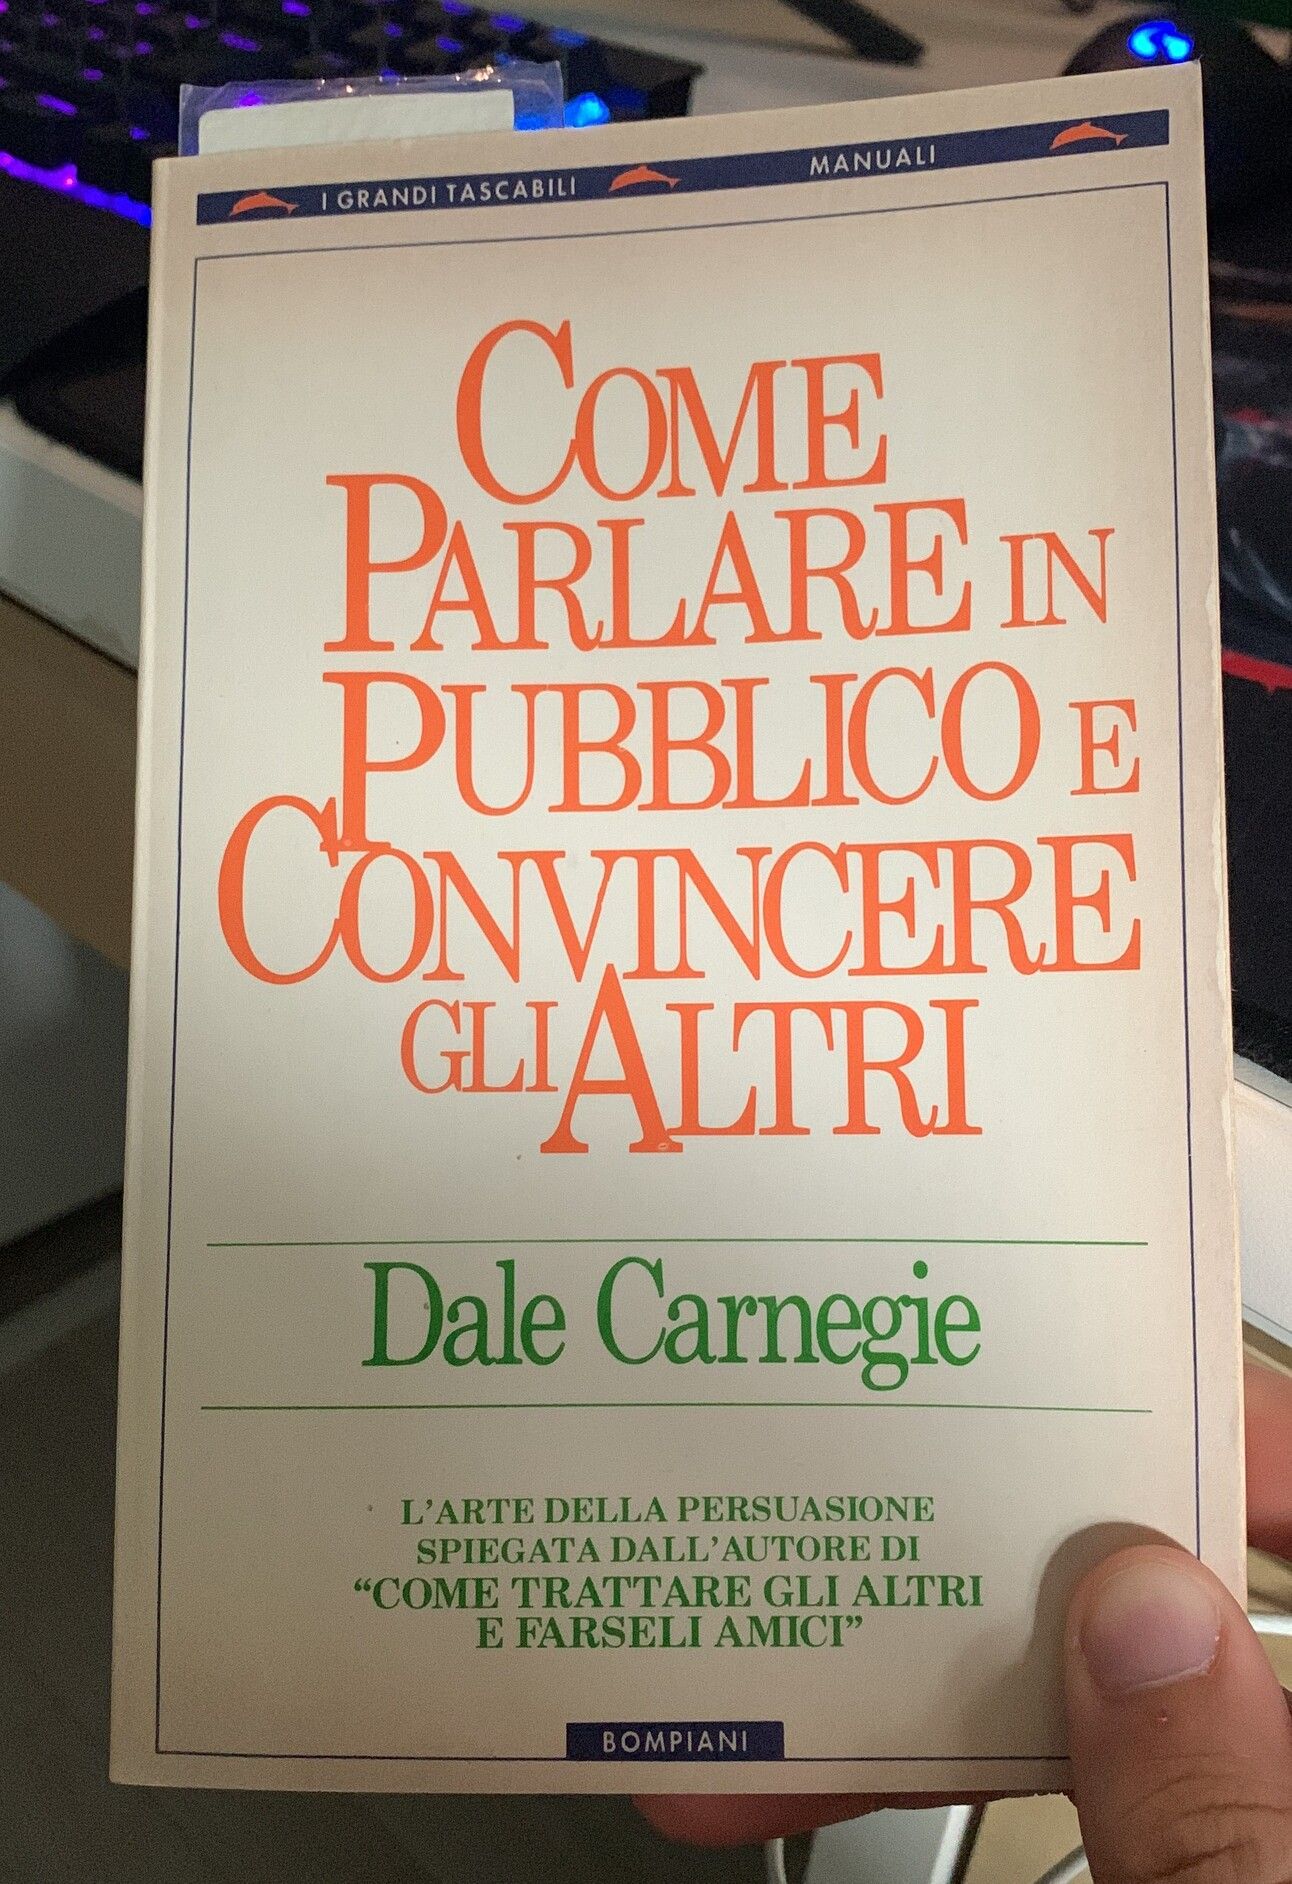 I GRANDI TASCABILI MANUALI
COME
PARLARE IN
PUBBLICO E
CONVINCERE
GLI ALTRI
Dale Carnegie
L'ARTE DELLA PERSUASIONE
SPIEGATA DALL'AUTORE DI
“COME TRATTARE GLI ALTRI
E FARSELI AMICI”
BOMPIANI